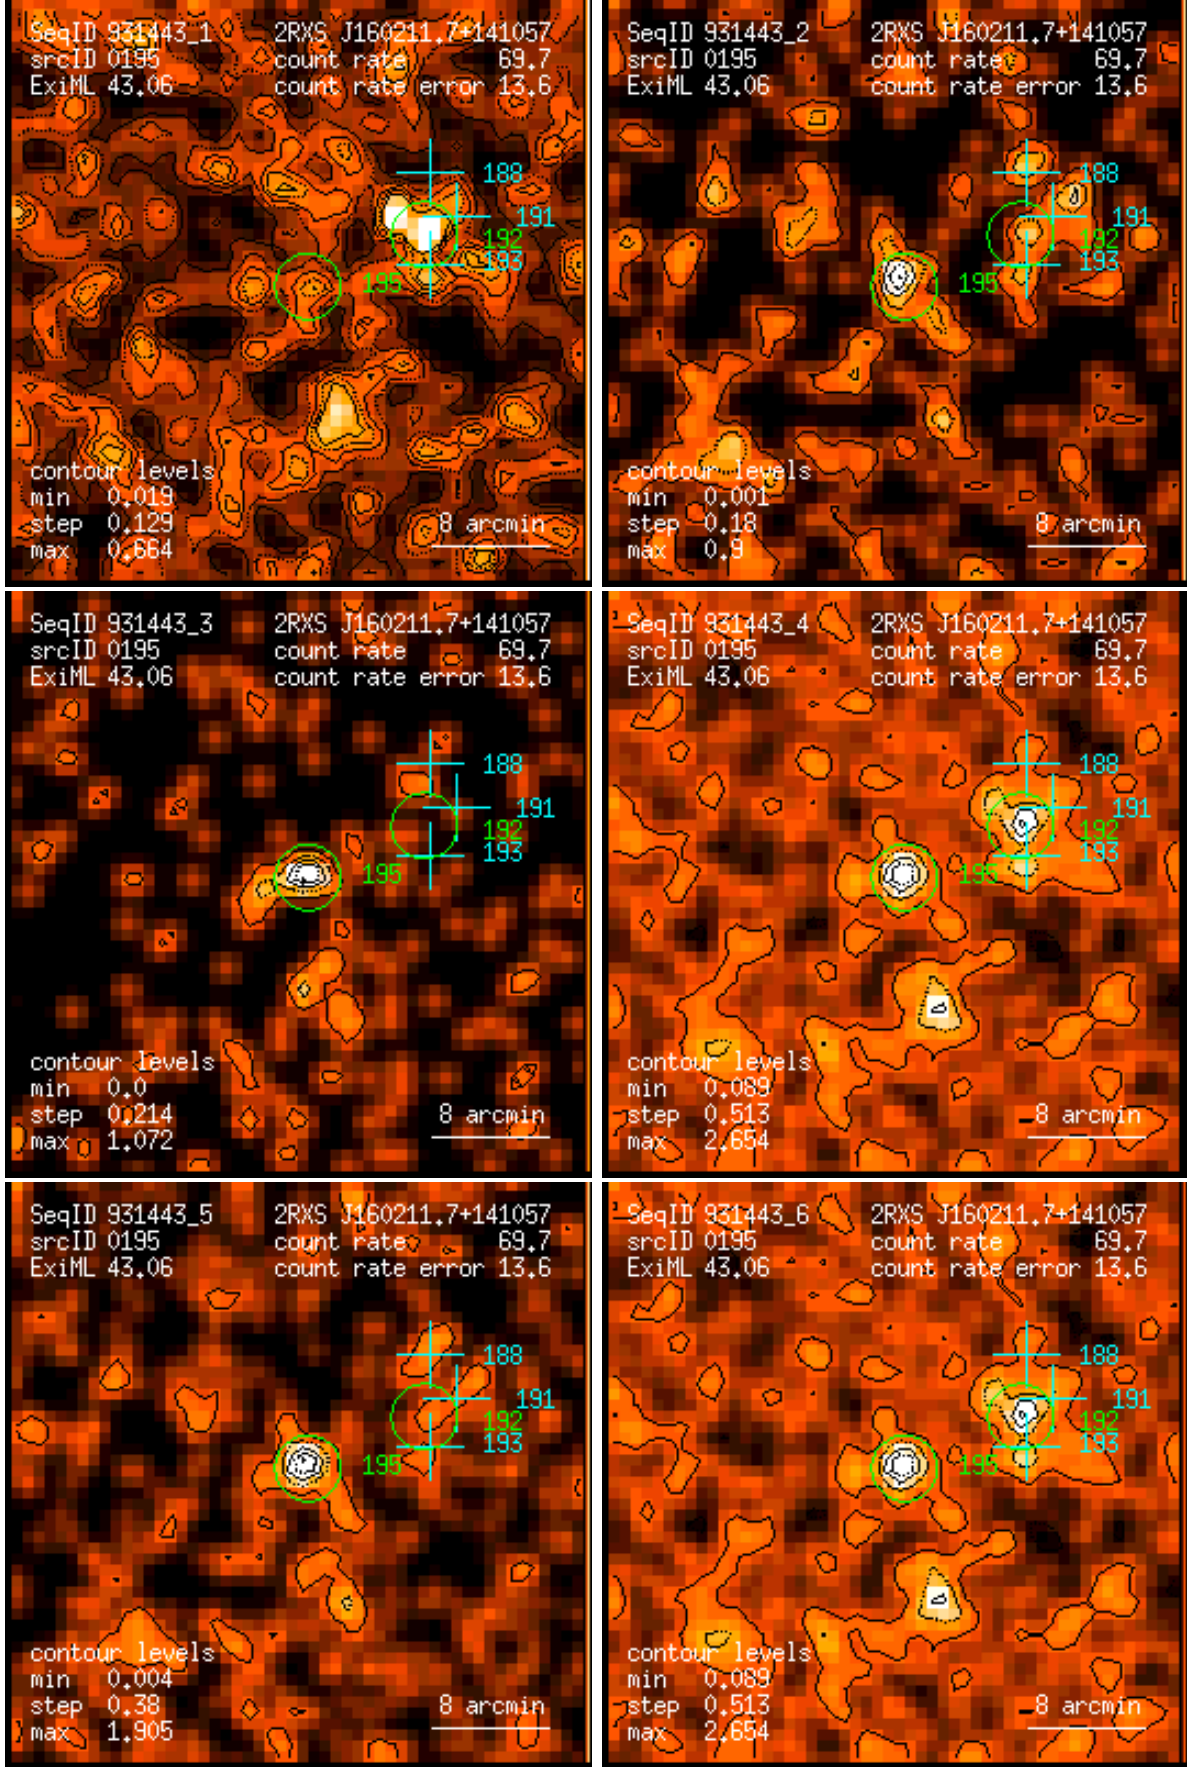 SeqID 931443_1 2RXS J160211.7+141057
srcID 0195 count rate 69.7
ExiML 43.06 count rate error 13.6
188
191
192
193
195
contour levels
min 0.019
step 0.129 8 arcmin
max 0.664
SeqID 931443_2 2RXS J160211.7+141057
srcID 0195 count rate 69.7
ExiML 43.06 count rate error 13.6
188
191
192
193
195
contour levels
min 0.001
step 0.18 8 arcmin
max 0.9
SeqID 931443_3 2RXS J160211.7+141057
srcID 0195 count rate 69.7
ExiML 43.06 count rate error 13.6
188
191
192
193
195
contour levels
min 0.0
step 0.214 8 arcmin
max 1.072
SeqID 931443_4 2RXS J160211.7+141057
srcID 0195 count rate 69.7
ExiML 43.06 count rate error 13.6
188
191
192
193
195
contour levels
min 0.089
step 0.513 8 arcmin
max 2.654
SeqID 931443_5 2RXS J160211.7+141057
srcID 0195 count rate 69.7
ExiML 43.06 count rate error 13.6
188
191
192
193
195
contour levels
min 0.004
step 0.38 8 arcmin
max 1.905
SeqID 931443_6 2RXS J160211.7+141057
srcID 0195 count rate 69.7
ExiML 43.06 count rate error 13.6
188
191
192
193
195
contour levels
min 0.089
step 0.513 8 arcmin
max 2.654